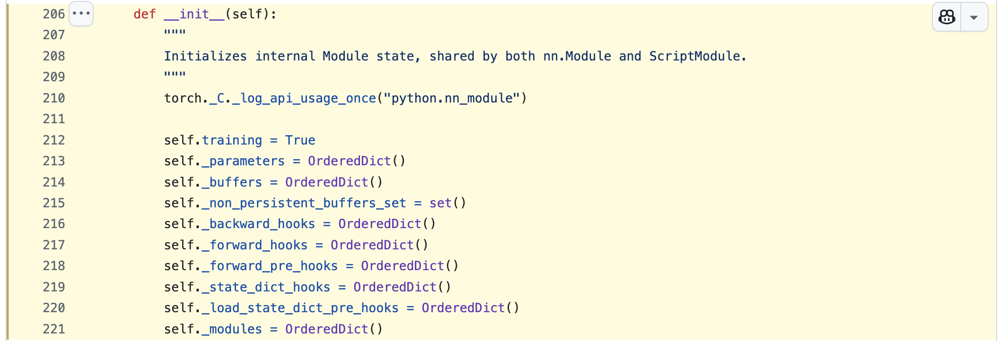 206 ··· def __init__(self):
207 """
208 Initializes internal Module state, shared by both nn.Module and ScriptModule.
209 """
210 torch._C._log_api_usage_once("python.nn_module")
211
212 self.training = True
213 self._parameters = OrderedDict()
214 self._buffers = OrderedDict()
215 self._non_persistent_buffers_set = set()
216 self._backward_hooks = OrderedDict()
217 self._forward_hooks = OrderedDict()
218 self._forward_pre_hooks = OrderedDict()
219 self._state_dict_hooks = OrderedDict()
220 self._load_state_dict_pre_hooks = OrderedDict()
221 self._modules = OrderedDict()